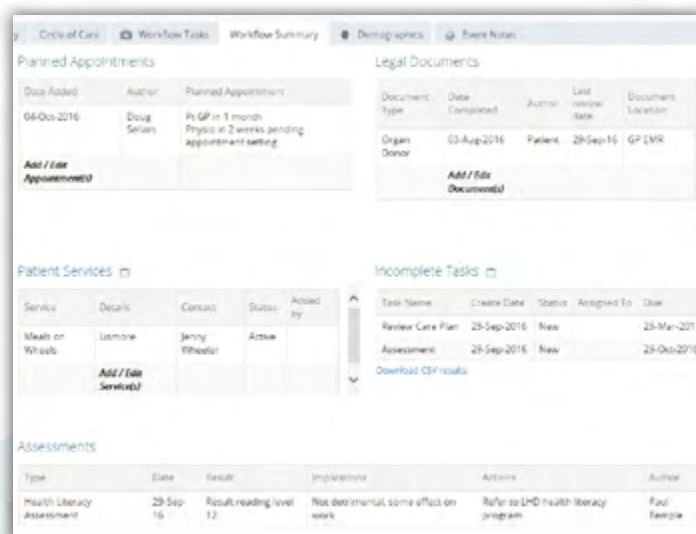 y Circle of Care Workflow Tasks Workflow Summary Demographics Event Notes
Planned Appointments
Date Added Author Planned Appointment
04-Oct-2016 Doug Pt GP in 1 month
Sellars Physio in 2 weeks pending
appointment setting
Add / Edit
Appointment(s)
Legal Documents
Document Type Date Completed Author Last review date Document Location
Organ Donor 03-Aug-2016 Patient 29-Sep-16 GP EMR
Add / Edit
Document(s)
Patient Services
Service Details Contact Status Added by
Meals on Wheels Lismore Jenny Wheeler Active
Add / Edit
Service(s)
Incomplete Tasks
Task Name Create Date Status Assigned To Due
Review Care Plan 29-Sep-2016 New 23-Mar-201
Assessment 29-Sep-2016 New 29-Oct-2016
Download CSV results
Assessments
Type Date Result Implications Actions Author
Health Literacy 29-Sep- Result reading level Not detrimental, some effect on Refer to LHD health literacy Paul
Assessment 16 12 work program Temple